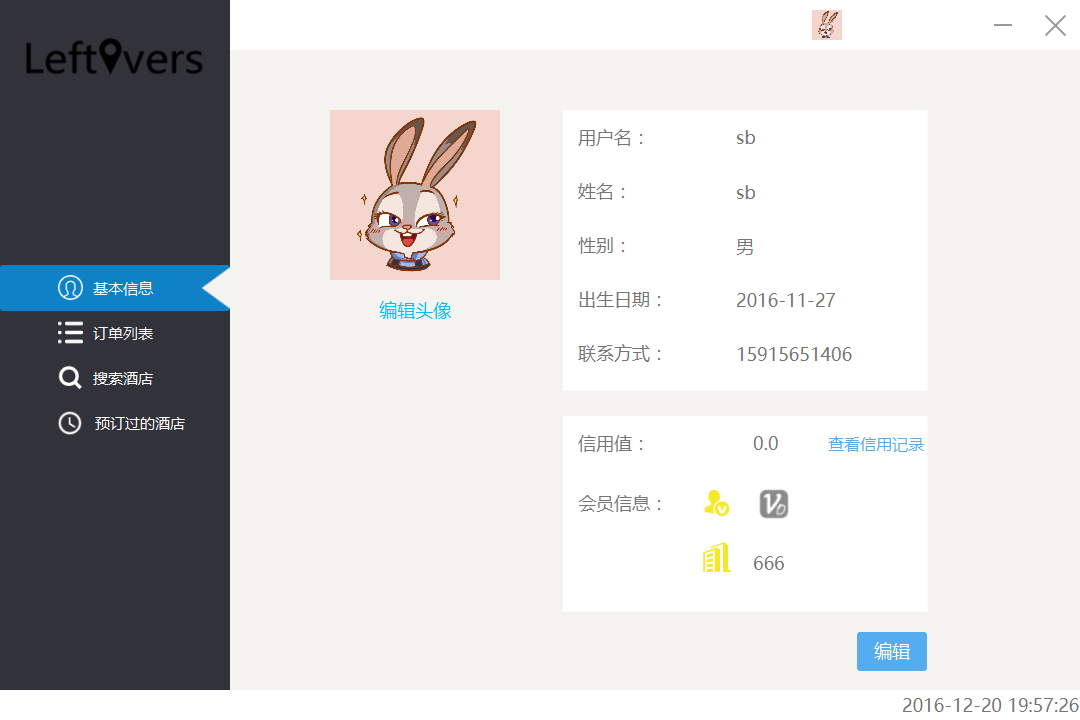 Leftovers
基本信息
订单列表
搜索酒店
预订过的酒店
编辑头像
用户名： sb
姓名： sb
性别： 男
出生日期： 2016-11-27
联系方式： 15915651406
信用值： 0.0 查看信用记录
会员信息： V0
666
编辑
2016-12-20 19:57:26